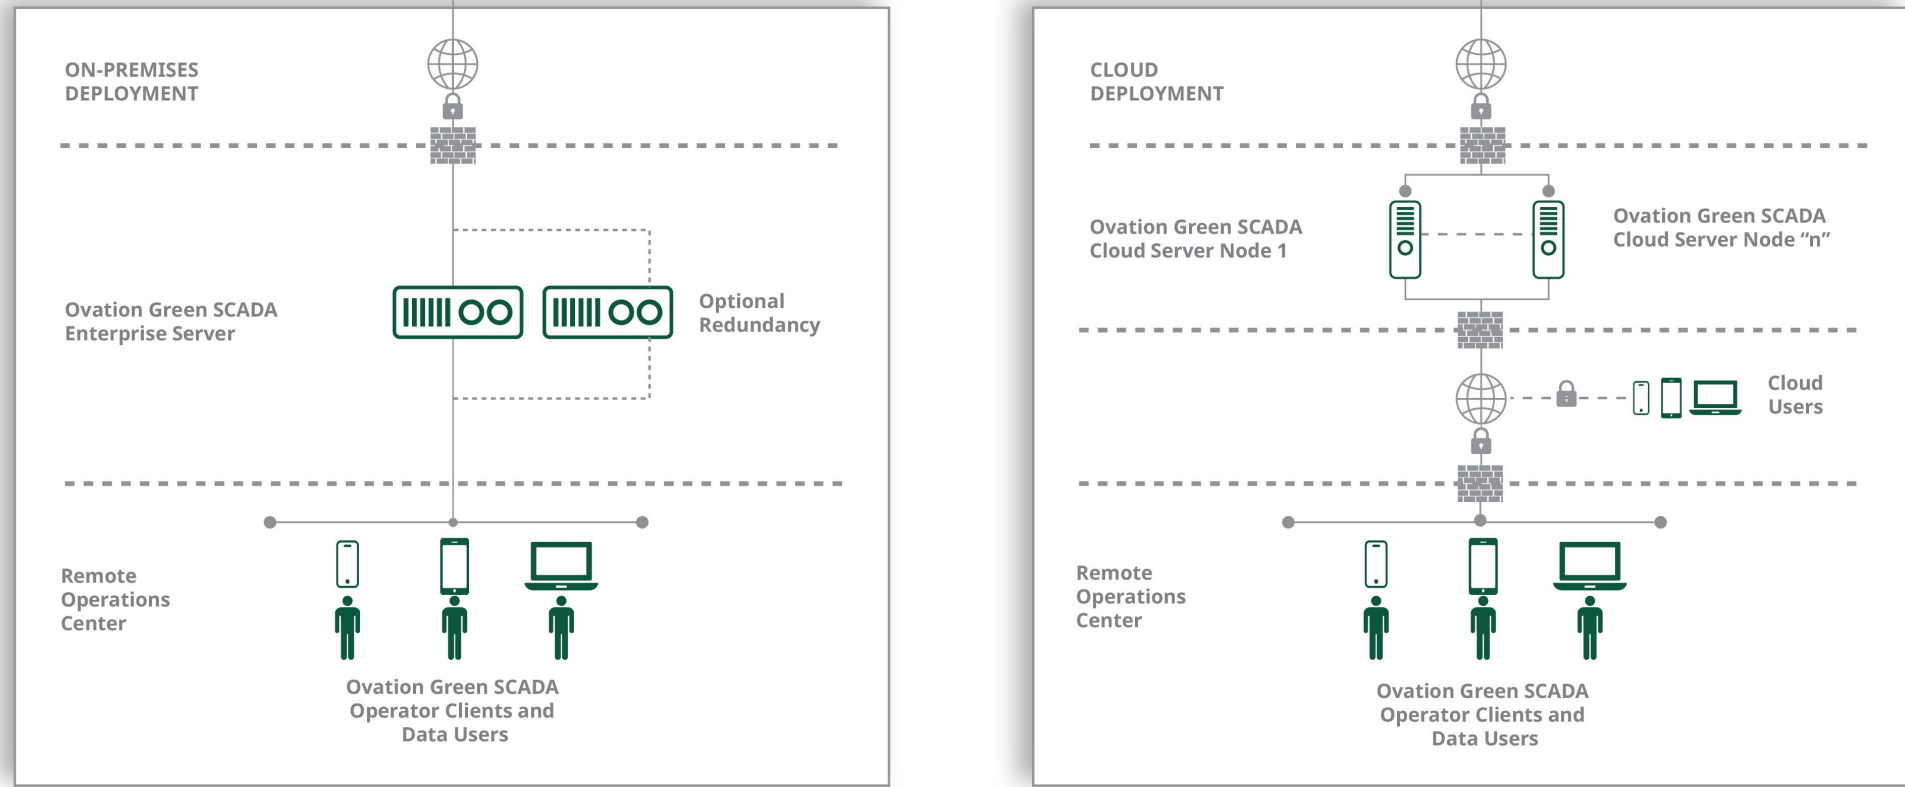 ON-PREMISES
DEPLOYMENT
Ovation Green SCADA
Enterprise Server
Optional
Redundancy
Remote
Operations
Center
Ovation Green SCADA
Operator Clients and
Data Users
CLOUD
DEPLOYMENT
Ovation Green SCADA
Cloud Server Node 1
Ovation Green SCADA
Cloud Server Node “n”
Cloud
Users
Remote
Operations
Center
Ovation Green SCADA
Operator Clients and
Data Users